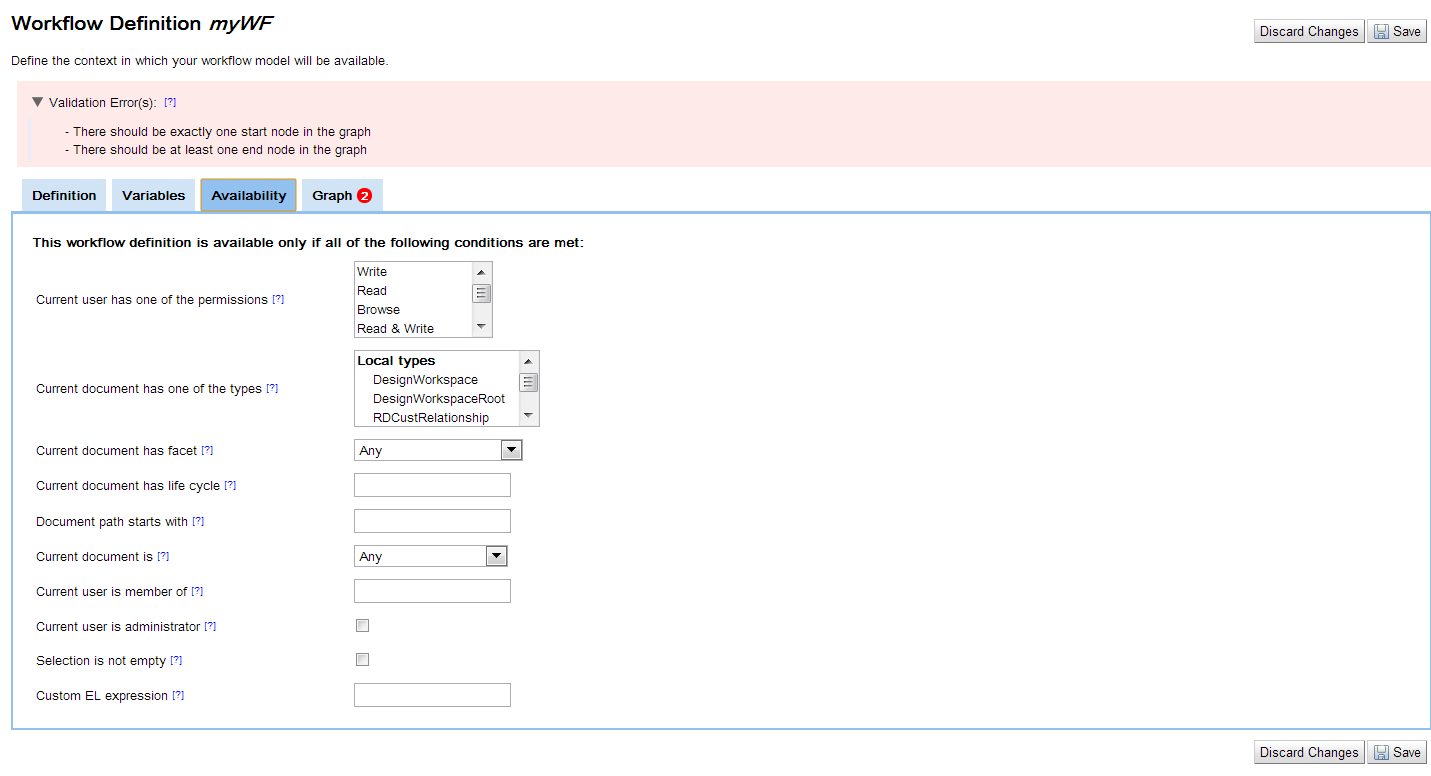 Workflow Definition myWF
Discard Changes Save
Define the context in which your workflow model will be available.
Validation Error(s): [?]
- There should be exactly one start node in the graph
- There should be at least one end node in the graph
Definition Variables Availability Graph 2
This workflow definition is available only if all of the following conditions are met:
Current user has one of the permissions [?]
Write
Read
Browse
Read & Write
Current document has one of the types [?]
Local types
DesignWorkspace
DesignWorkspaceRoot
RDCustRelationship
Current document has facet [?] Any
Current document has life cycle [?]
Document path starts with [?]
Current document is [?] Any
Current user is member of [?]
Current user is administrator [?]
Selection is not empty [?]
Custom EL expression [?]
Discard Changes Save